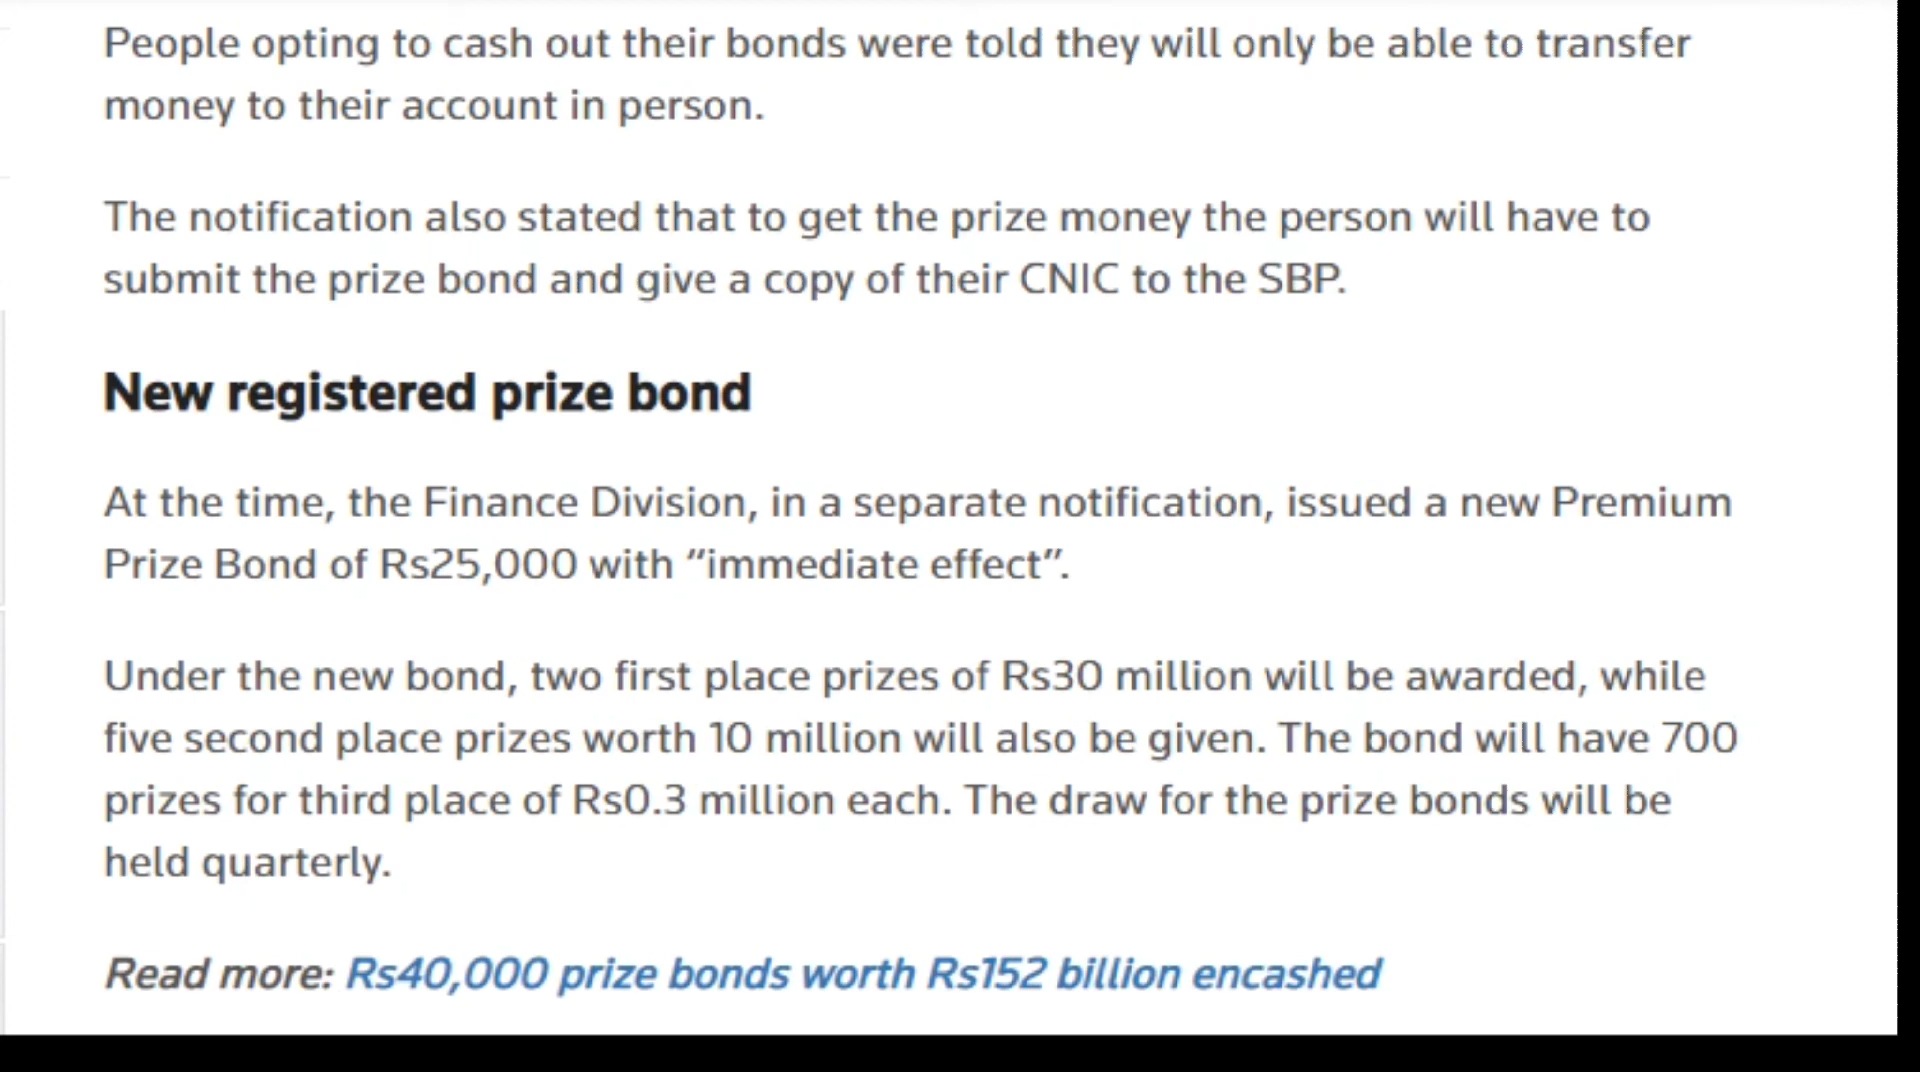 People opting to cash out their bonds were told they will only be able to transfer
money to their account in person.
The notification also stated that to get the prize money the person will have to
submit the prize bond and give a copy of their CNIC to the SBP.
New registered prize bond
At the time, the Finance Division, in a separate notification, issued a new Premium
Prize Bond of Rs25,000 with “immediate effect”.
Under the new bond, two first place prizes of Rs30 million will be awarded, while
five second place prizes worth 10 million will also be given. The bond will have 700
prizes for third place of Rs0.3 million each. The draw for the prize bonds will be
held quarterly.
Read more: Rs40,000 prize bonds worth Rs152 billion encashed